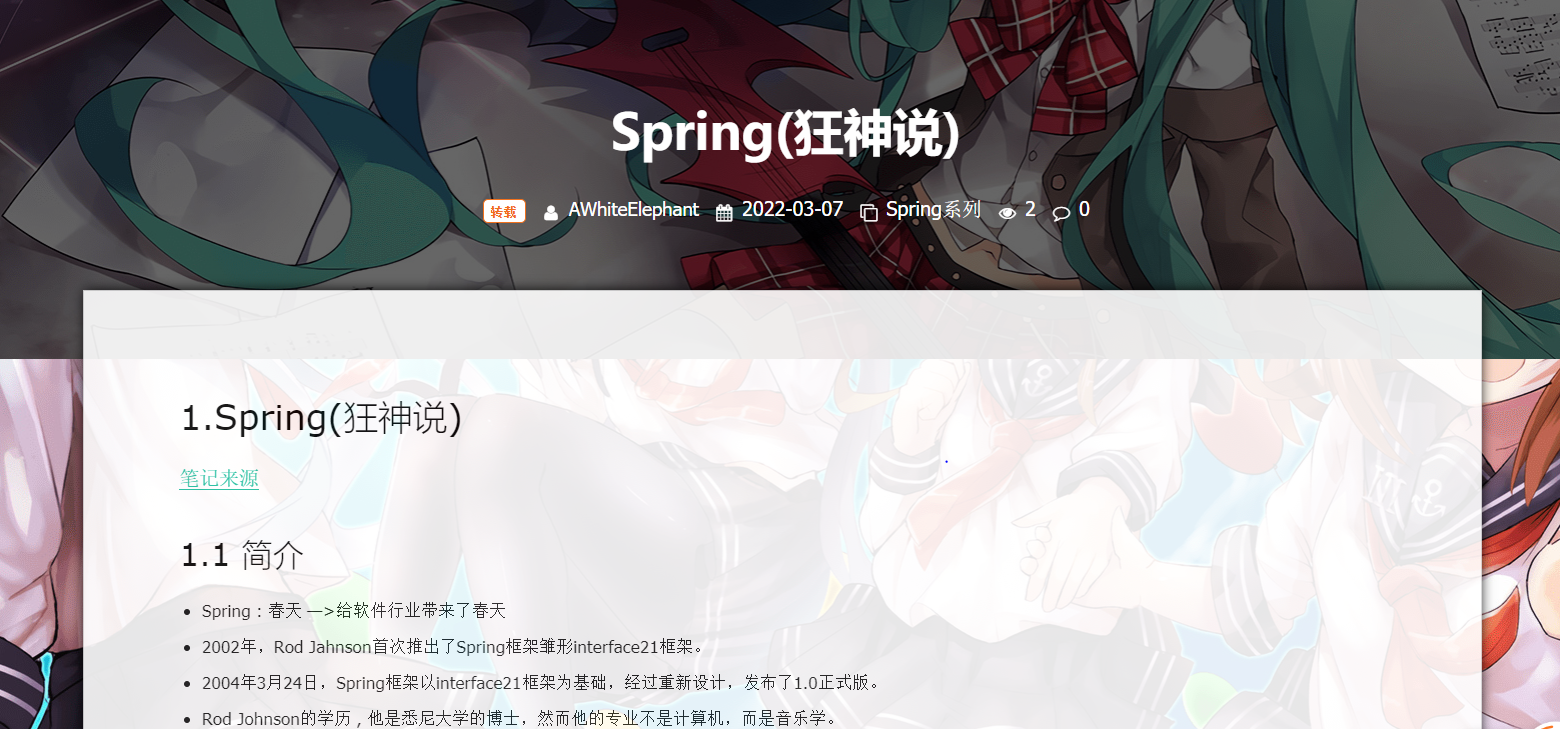 Spring(狂神说)
转载 AWhiteElephant 2022-03-07 Spring系列 2 0
1.Spring(狂神说)
笔记来源
1.1 简介
Spring：春天 —>给软件行业带来了春天
2002年，Rod Jahnson首次推出了Spring框架雏形interface21框架。
2004年3月24日，Spring框架以interface21框架为基础，经过重新设计，发布了1.0正式版。
Rod Johnson的学历 , 他是悉尼大学的博士，然而他的专业不是计算机，而是音乐学。